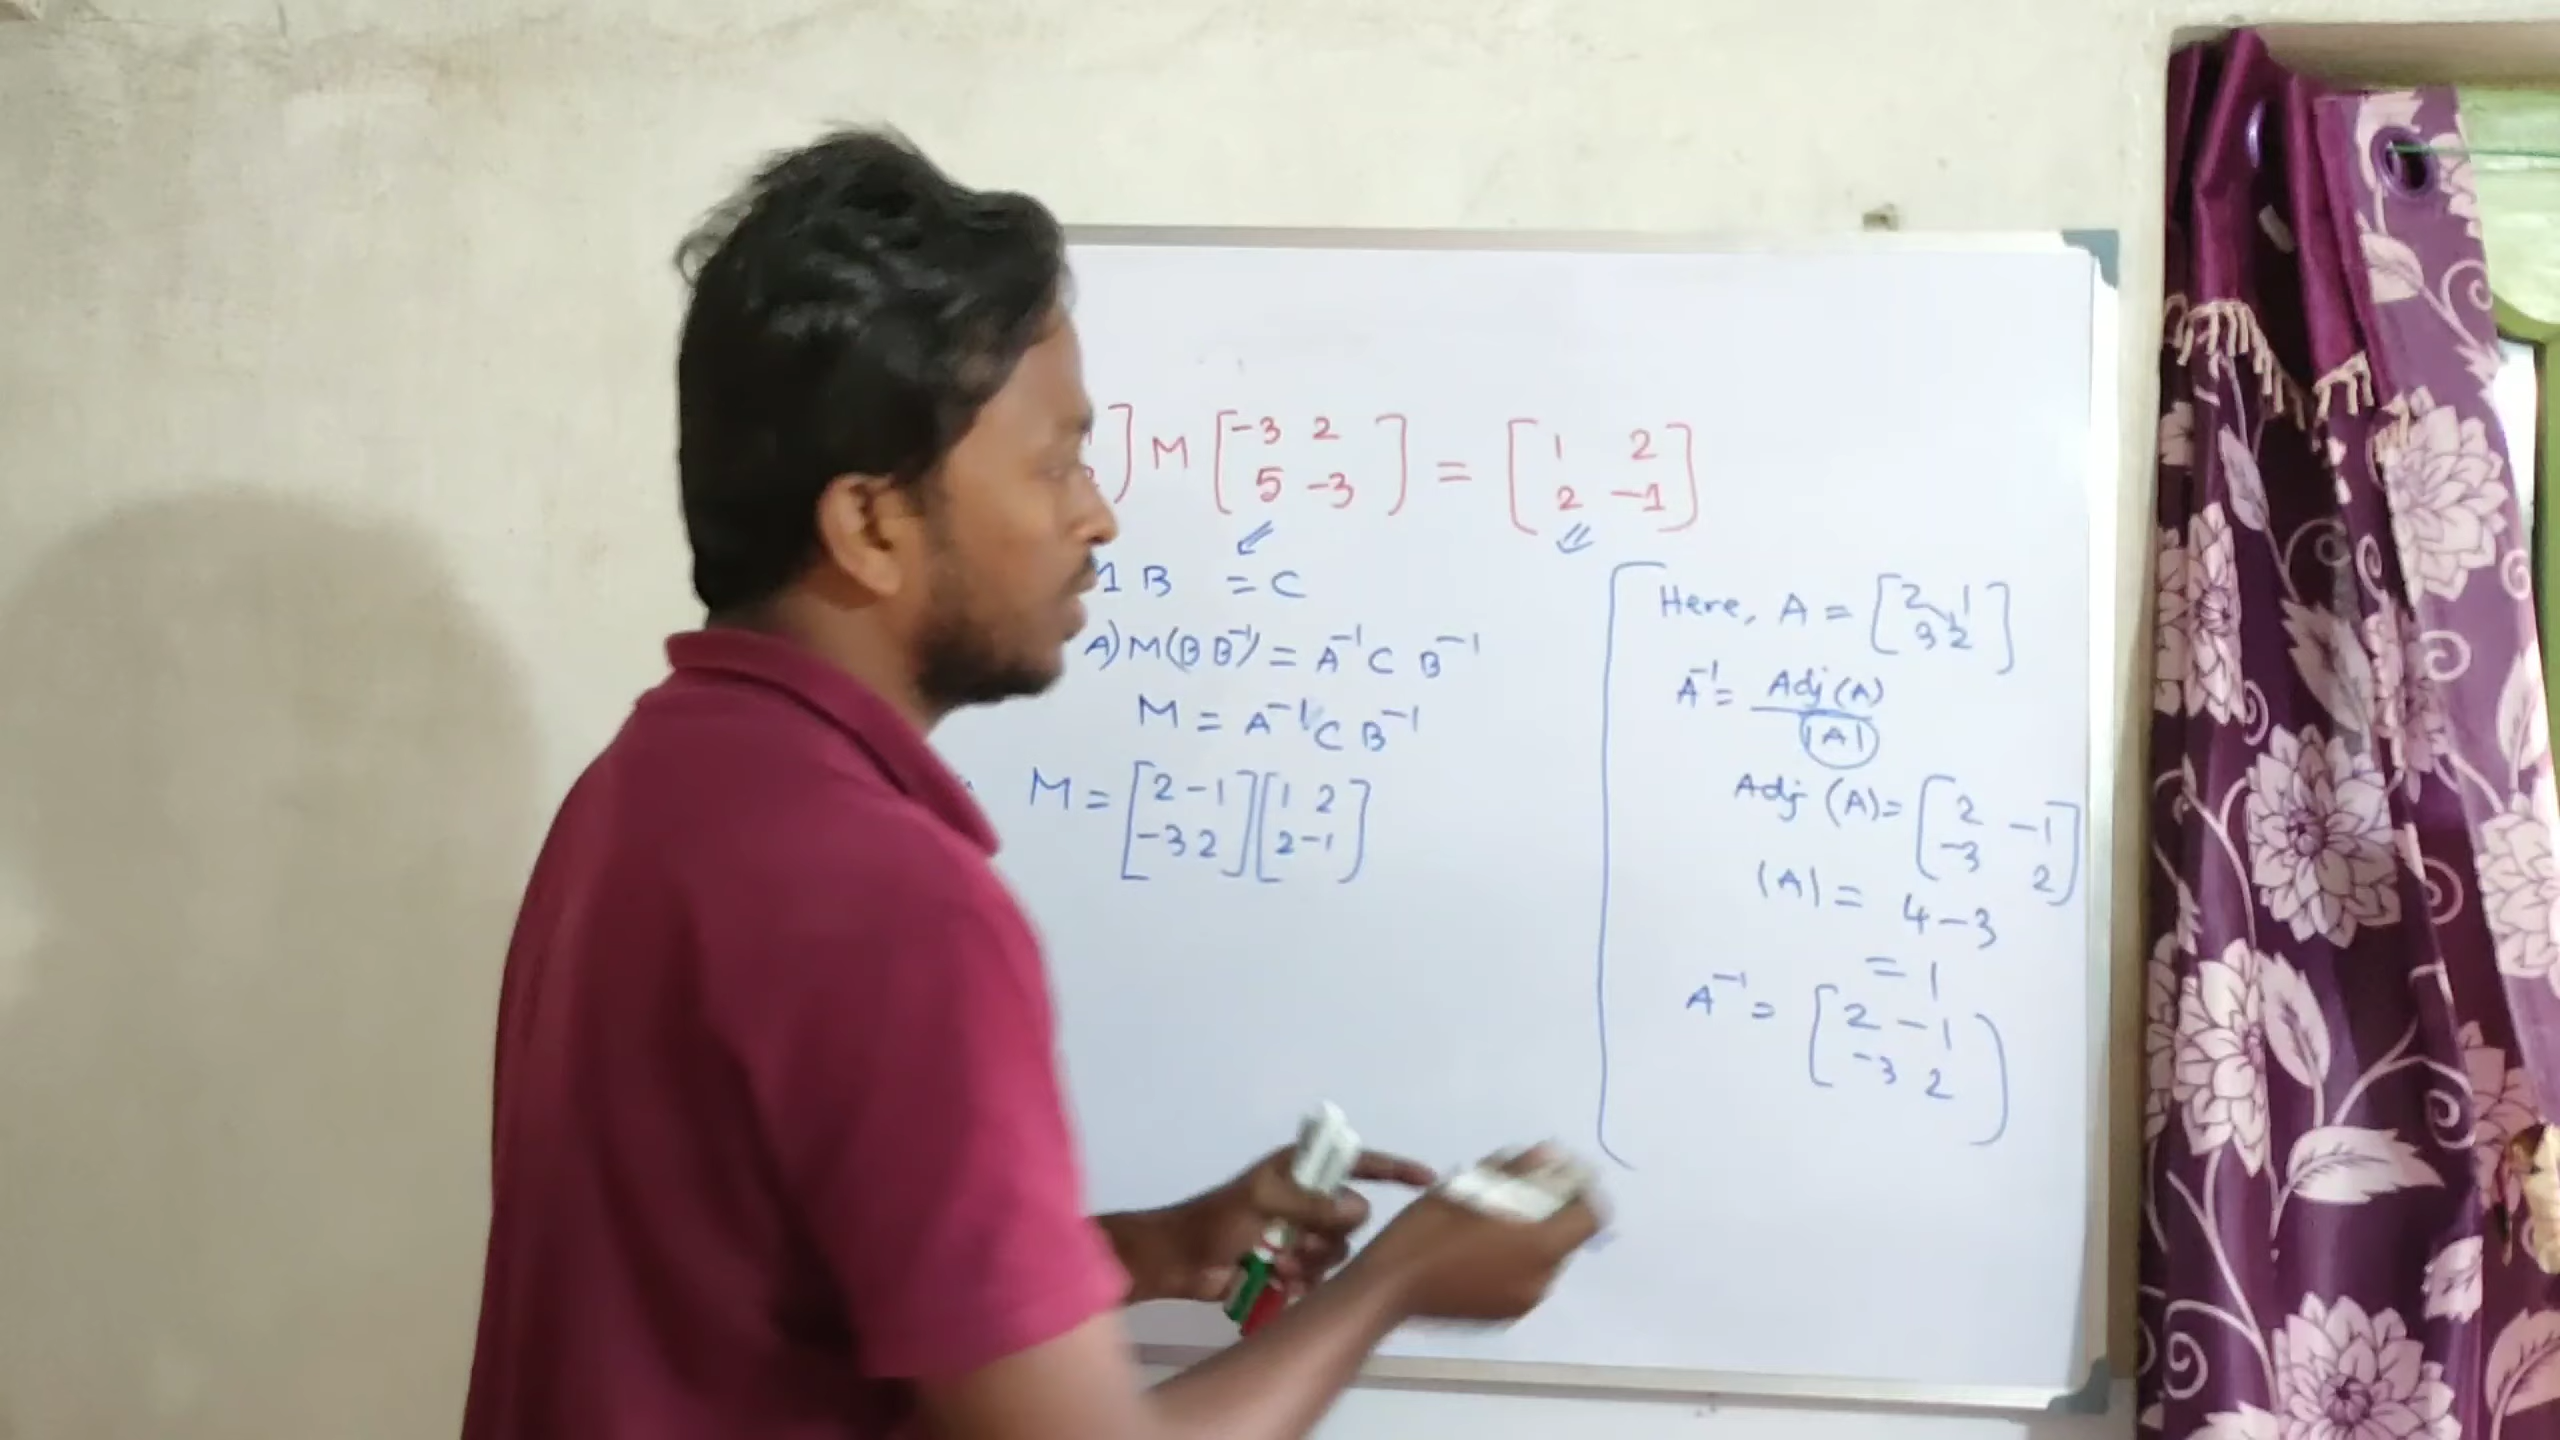 ] M [-3 2
5 -3] = [1 2
2 -1]
B = C
A) M (B B⁻¹) = A⁻¹ C B⁻¹
M = A⁻¹ C B⁻¹
M = [2 -1
-3 2] [1 2
2 -1]
Here, A = [2 1
3 2]
A⁻¹ = Adj (A)
|A|
Adj (A) = [2 -1
-3 2]
|A| = 4 - 3
= 1
A⁻¹ = [2 -1
-3 2]